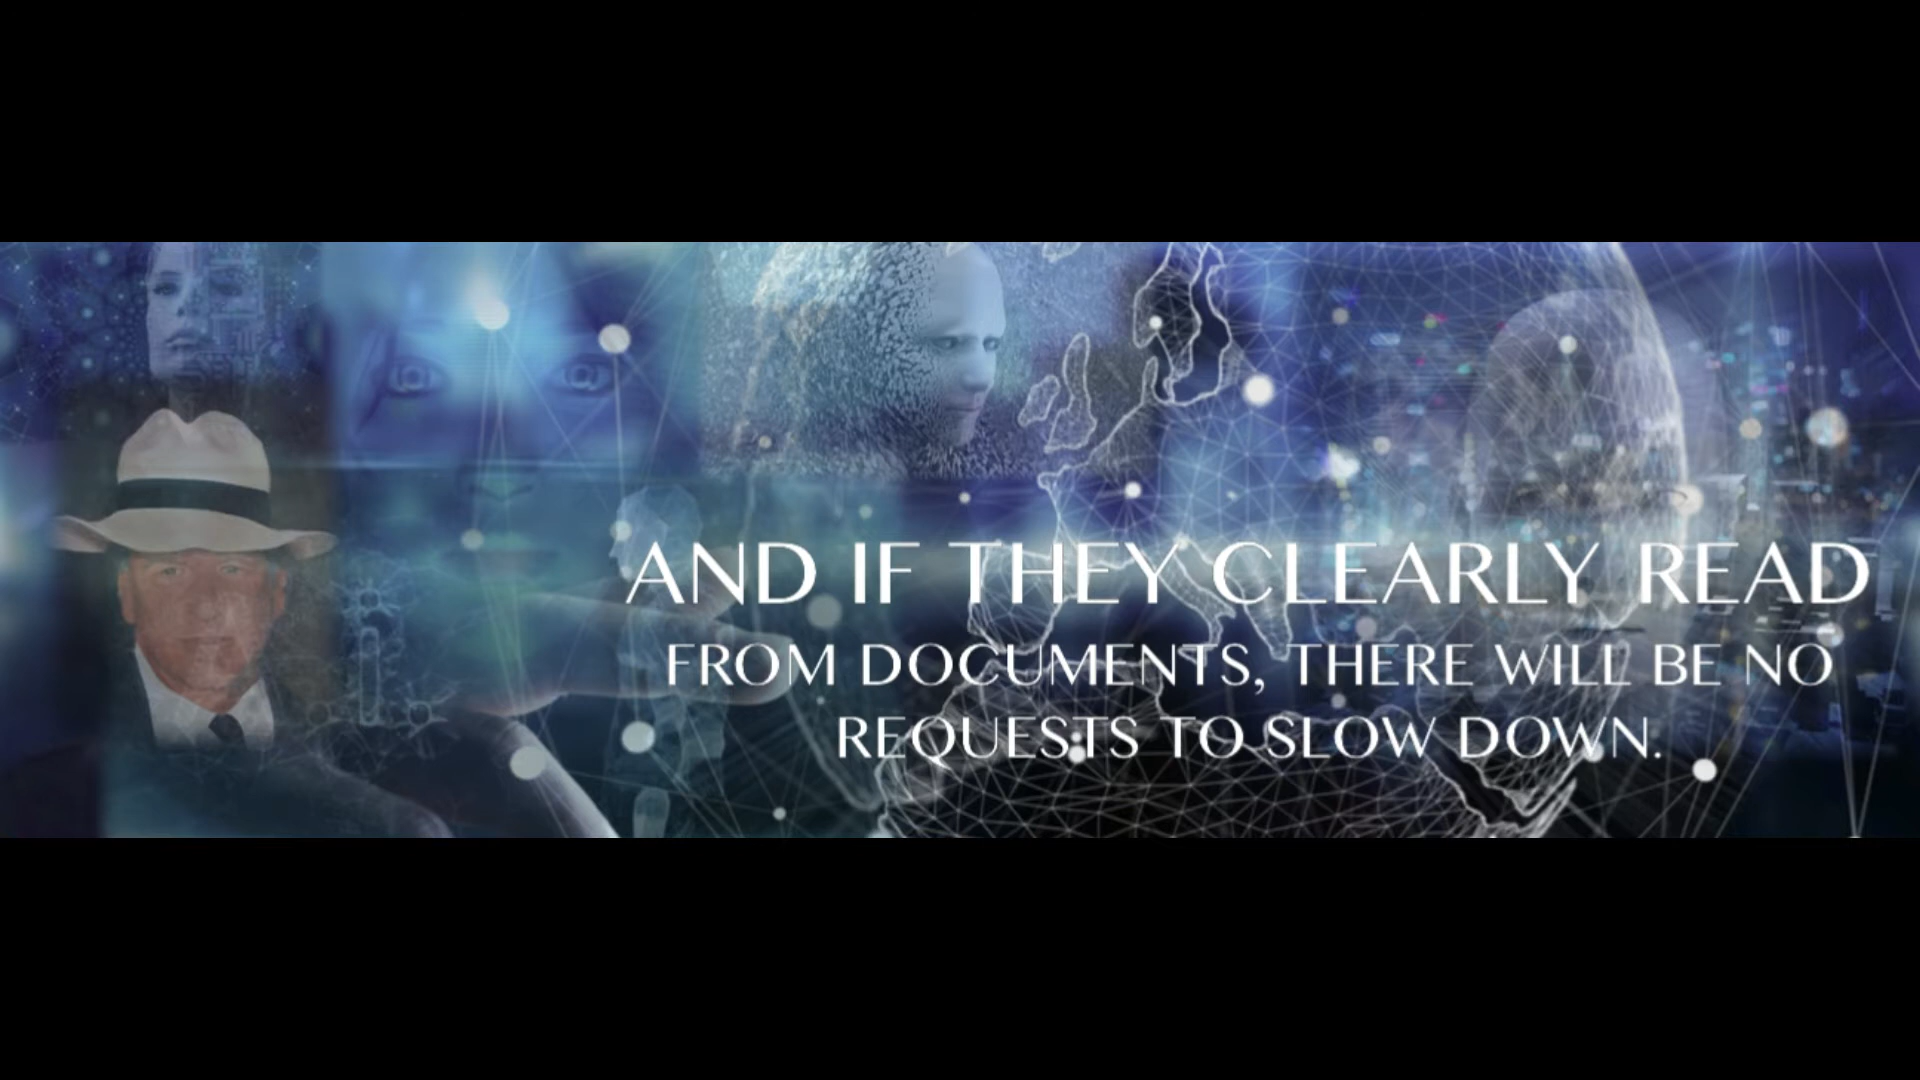 AND IF THEY CLEARLY READ
FROM DOCUMENTS, THERE WILL BE NO
REQUESTS TO SLOW DOWN.